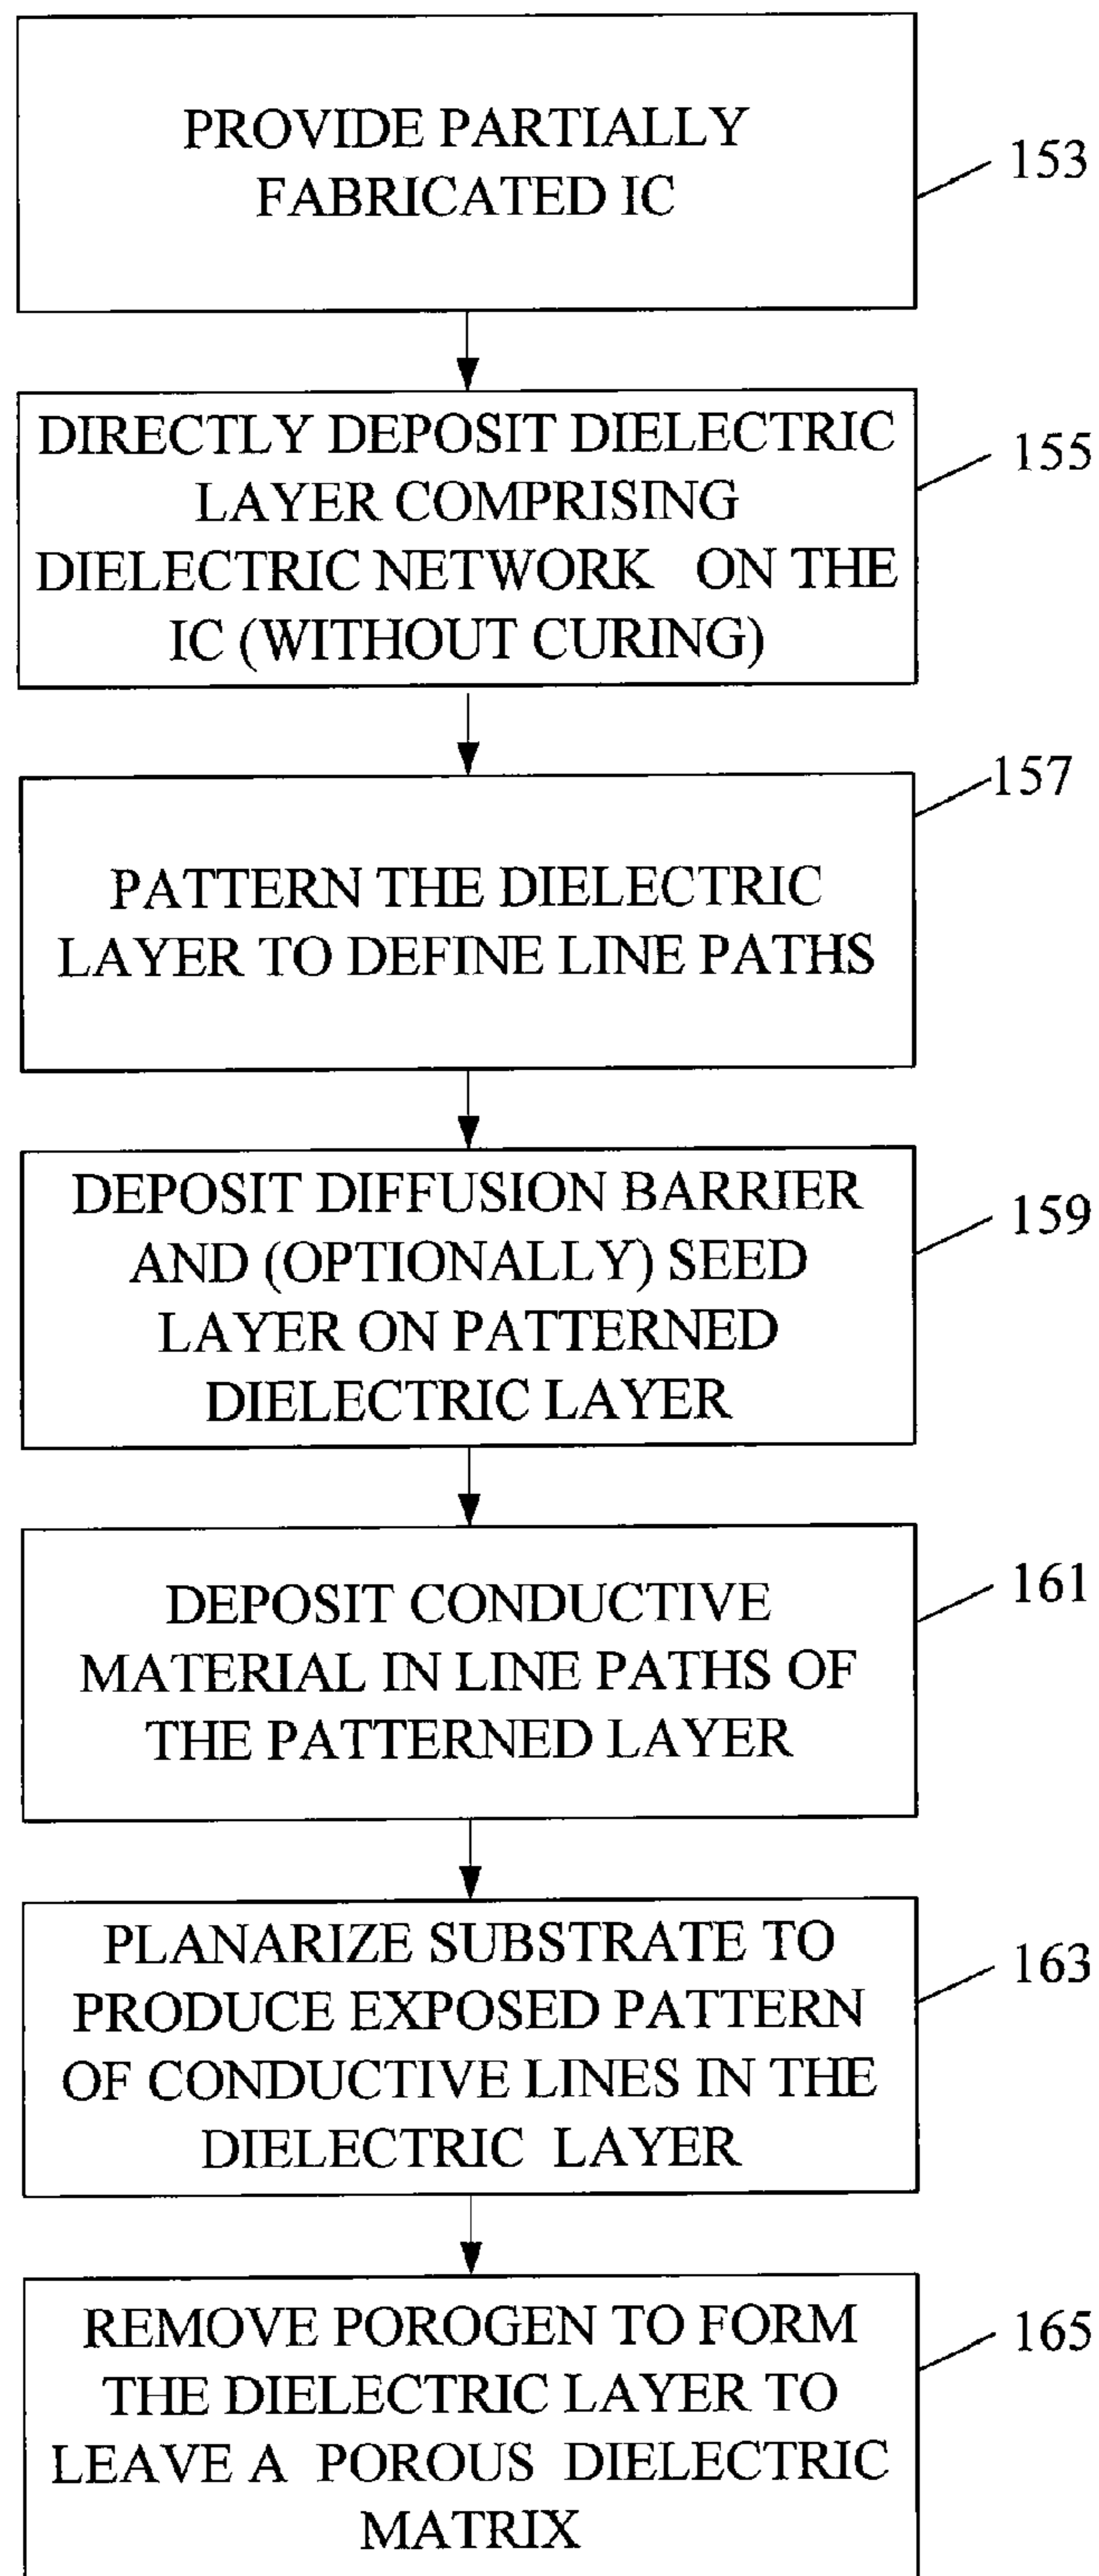 PROVIDE PARTIALLY
FABRICATED IC
153
DIRECTLY DEPOSIT DIELECTRIC
LAYER COMPRISING
DIELECTRIC NETWORK ON THE
IC (WITHOUT CURING)
155
PATTERN THE DIELECTRIC
LAYER TO DEFINE LINE PATHS
157
DEPOSIT DIFFUSION BARRIER
AND (OPTIONALLY) SEED
LAYER ON PATTERNED
DIELECTRIC LAYER
159
DEPOSIT CONDUCTIVE
MATERIAL IN LINE PATHS OF
THE PATTERNED LAYER
161
PLANARIZE SUBSTRATE TO
PRODUCE EXPOSED PATTERN
OF CONDUCTIVE LINES IN THE
DIELECTRIC LAYER
163
REMOVE POROGEN TO FORM
THE DIELECTRIC LAYER TO
LEAVE A POROUS DIELECTRIC
MATRIX
165